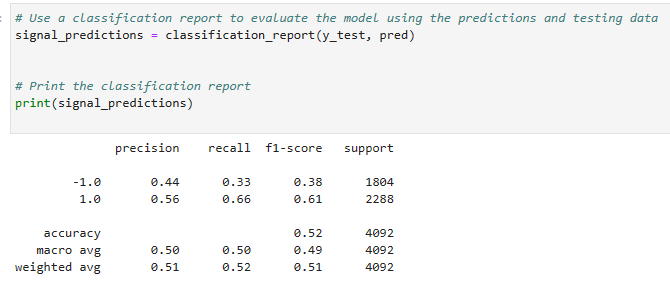 # Use a classification report to evaluate the model using the predictions and testing data
signal_predictions = classification_report(y_test, pred)
# Print the classification report
print(signal_predictions)
precision recall f1-score support
-1.0 0.44 0.33 0.38 1804
1.0 0.56 0.66 0.61 2288
accuracy 0.52 4092
macro avg 0.50 0.50 0.49 4092
weighted avg 0.51 0.52 0.51 4092